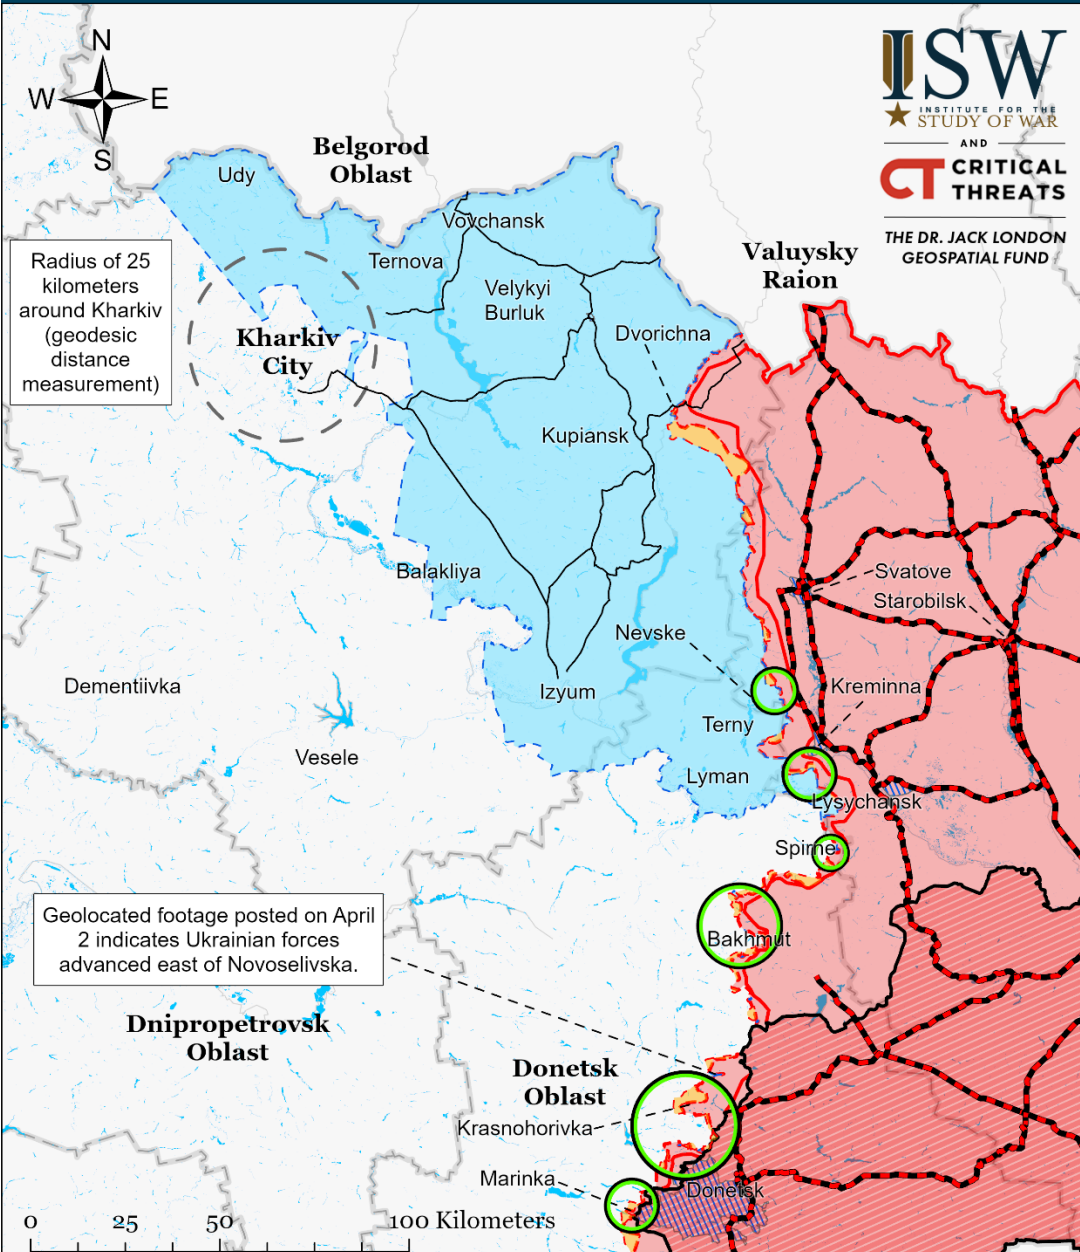 N
W
E
S
ISW
INSTITUTE FOR THE
STUDY OF WAR
AND
CT CRITICAL
THREATS
THE DR. JACK LONDON
GEOSPATIAL FUND
Belgorod
Oblast
Udy
Vovchansk
Ternova
Valuysky
Raion
Radius of 25
kilometers
around Kharkiv
(geodesic
distance
measurement)
Velykyi
Burluk
Dvorichna
Kharkiv
City
Kupiansk
Balakliya
Svatove
Starobilsk
Nevske
Dementiivka
Izyum
Kreminna
Terny
Vesele
Lyman
Lysychansk
Spirne
Geolocated footage posted on April
2 indicates Ukrainian forces
advanced east of Novoselivska.
Bakhmut
Dnipropetrovsk
Oblast
Donetsk
Oblast
Krasnohorivka
Marinka
Donetsk
0 25 50 100 Kilometers